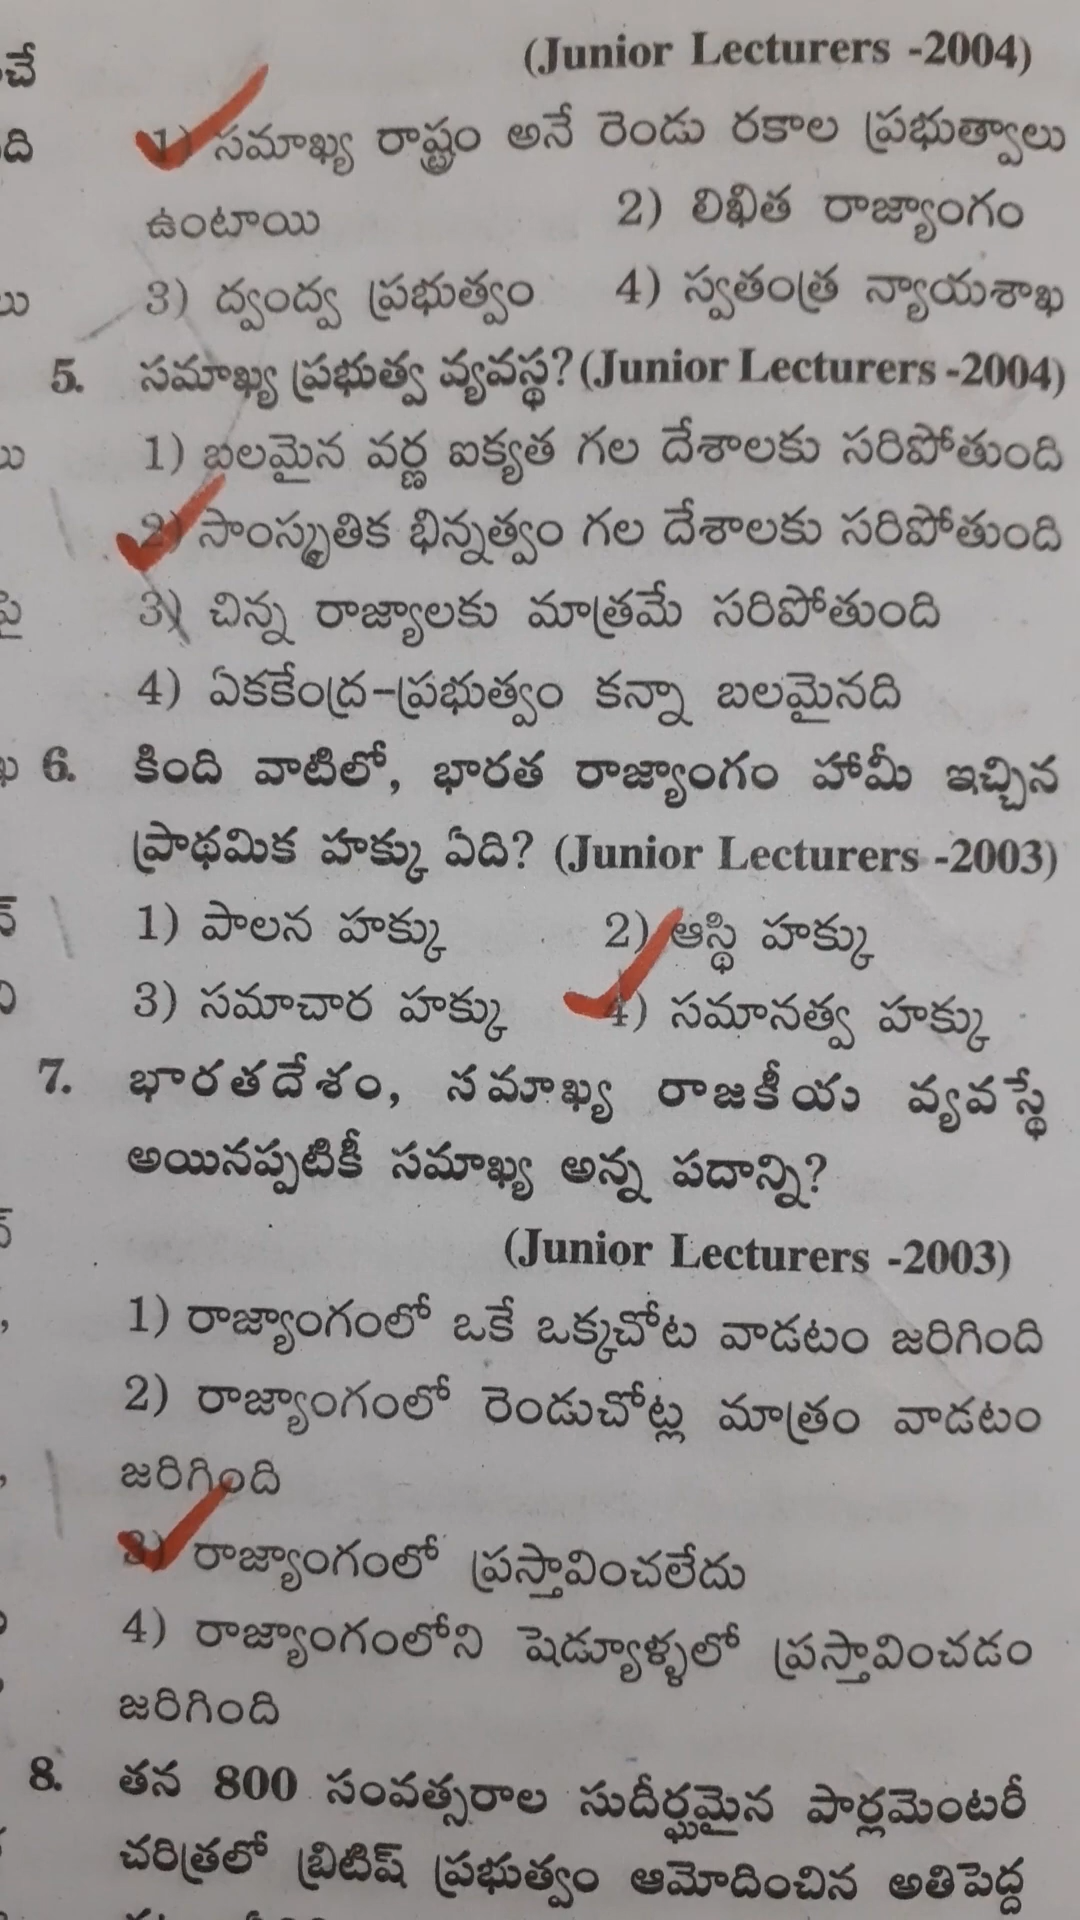 చే
ది
(Junior Lecturers -2004)
1) సమాఖ్య రాష్ట్రం అనే రెండు రకాల ప్రభుత్వాలు
ఉంటాయి 2) లిఖిత రాజ్యాంగం
3) ద్వంద్వ ప్రభుత్వం 4) స్వతంత్ర న్యాయశాఖ
5. సమాఖ్య ప్రభుత్వ వ్యవస్థ? (Junior Lecturers -2004)
1) బలమైన వర్ణ ఐక్యత గల దేశాలకు సరిపోతుంది
2) సాంస్కృతిక భిన్నత్వం గల దేశాలకు సరిపోతుంది
3) చిన్న రాజ్యాలకు మాత్రమే సరిపోతుంది
4) ఏకకేంద్ర-ప్రభుత్వం కన్నా బలమైనది
6. కింది వాటిలో, భారత రాజ్యాంగం హామీ ఇచ్చిన
ప్రాథమిక హక్కు ఏది? (Junior Lecturers -2003)
1) పాలన హక్కు 2) ఆస్థి హక్కు
3) సమాచార హక్కు 4) సమానత్వ హక్కు
7. భారతదేశం, సమాఖ్య రాజకీయ వ్యవస్థే
అయినప్పటికీ సమాఖ్య అన్న పదాన్ని?
(Junior Lecturers -2003)
1) రాజ్యాంగంలో ఒకే ఒక్కచోట వాడటం జరిగింది
2) రాజ్యాంగంలో రెండుచోట్ల మాత్రం వాడటం
జరిగింది
3) రాజ్యాంగంలో ప్రస్తావించలేదు
4) రాజ్యాంగంలోని షెడ్యూళ్ళలో ప్రస్తావించడం
జరిగింది
8. తన 800 సంవత్సరాల సుదీర్ఘమైన పార్లమెంటరీ
చరిత్రలో బ్రిటిష్ ప్రభుత్వం ఆమోదించిన అతిపెద్ద